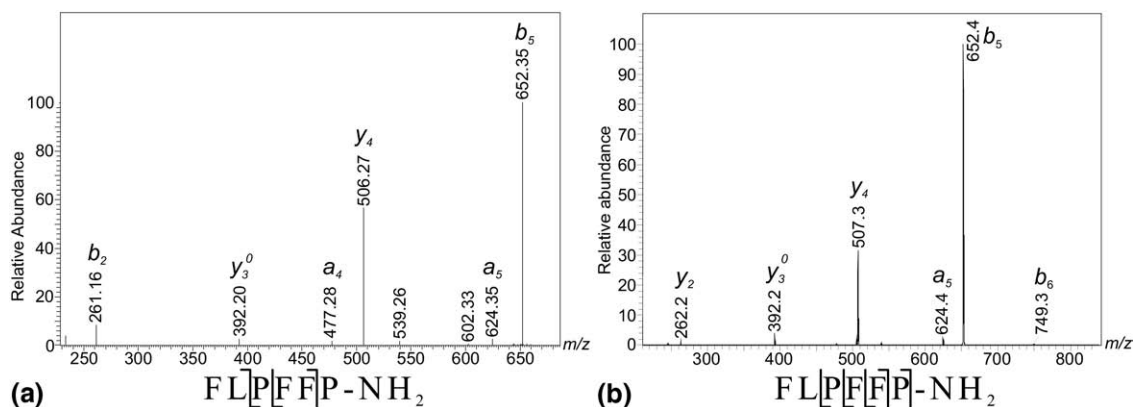 b5
652.35
y4
506.27
b2
261.16
y3^0
392.20
a4
477.28
539.26
602.33
a5
624.35
Relative Abundance
100
80
60
40
20
0
250 300 350 400 450 500 550 600 650 m/z
(a) FLPFFP-NH2
652.4 b5
y4
507.3
y2
262.2
y3^0
392.2
a5
624.4
b6
749.3
Relative abundance
100
90
80
70
60
50
40
30
20
10
0
300 400 500 600 700 800 m/z
(b) FLPFFP-NH2